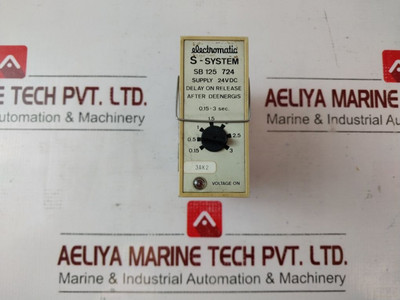 electromatic
S-SYSTEM
SB 125 724
SUPPLY 24VDC
DELAY ON RELEASE
AFTER DEENERGIS
0.15-3 sec.
1.5
2.5
0.5
0.15
3
34K2
VOLTAGE ON
NE TECH PVT. LTD.
Automation & Machinery
AELIYA MARINE
Marine & Industrial
AELIYA MARINE TECH PVT. LTD.
Marine & Industrial Automation & Machinery